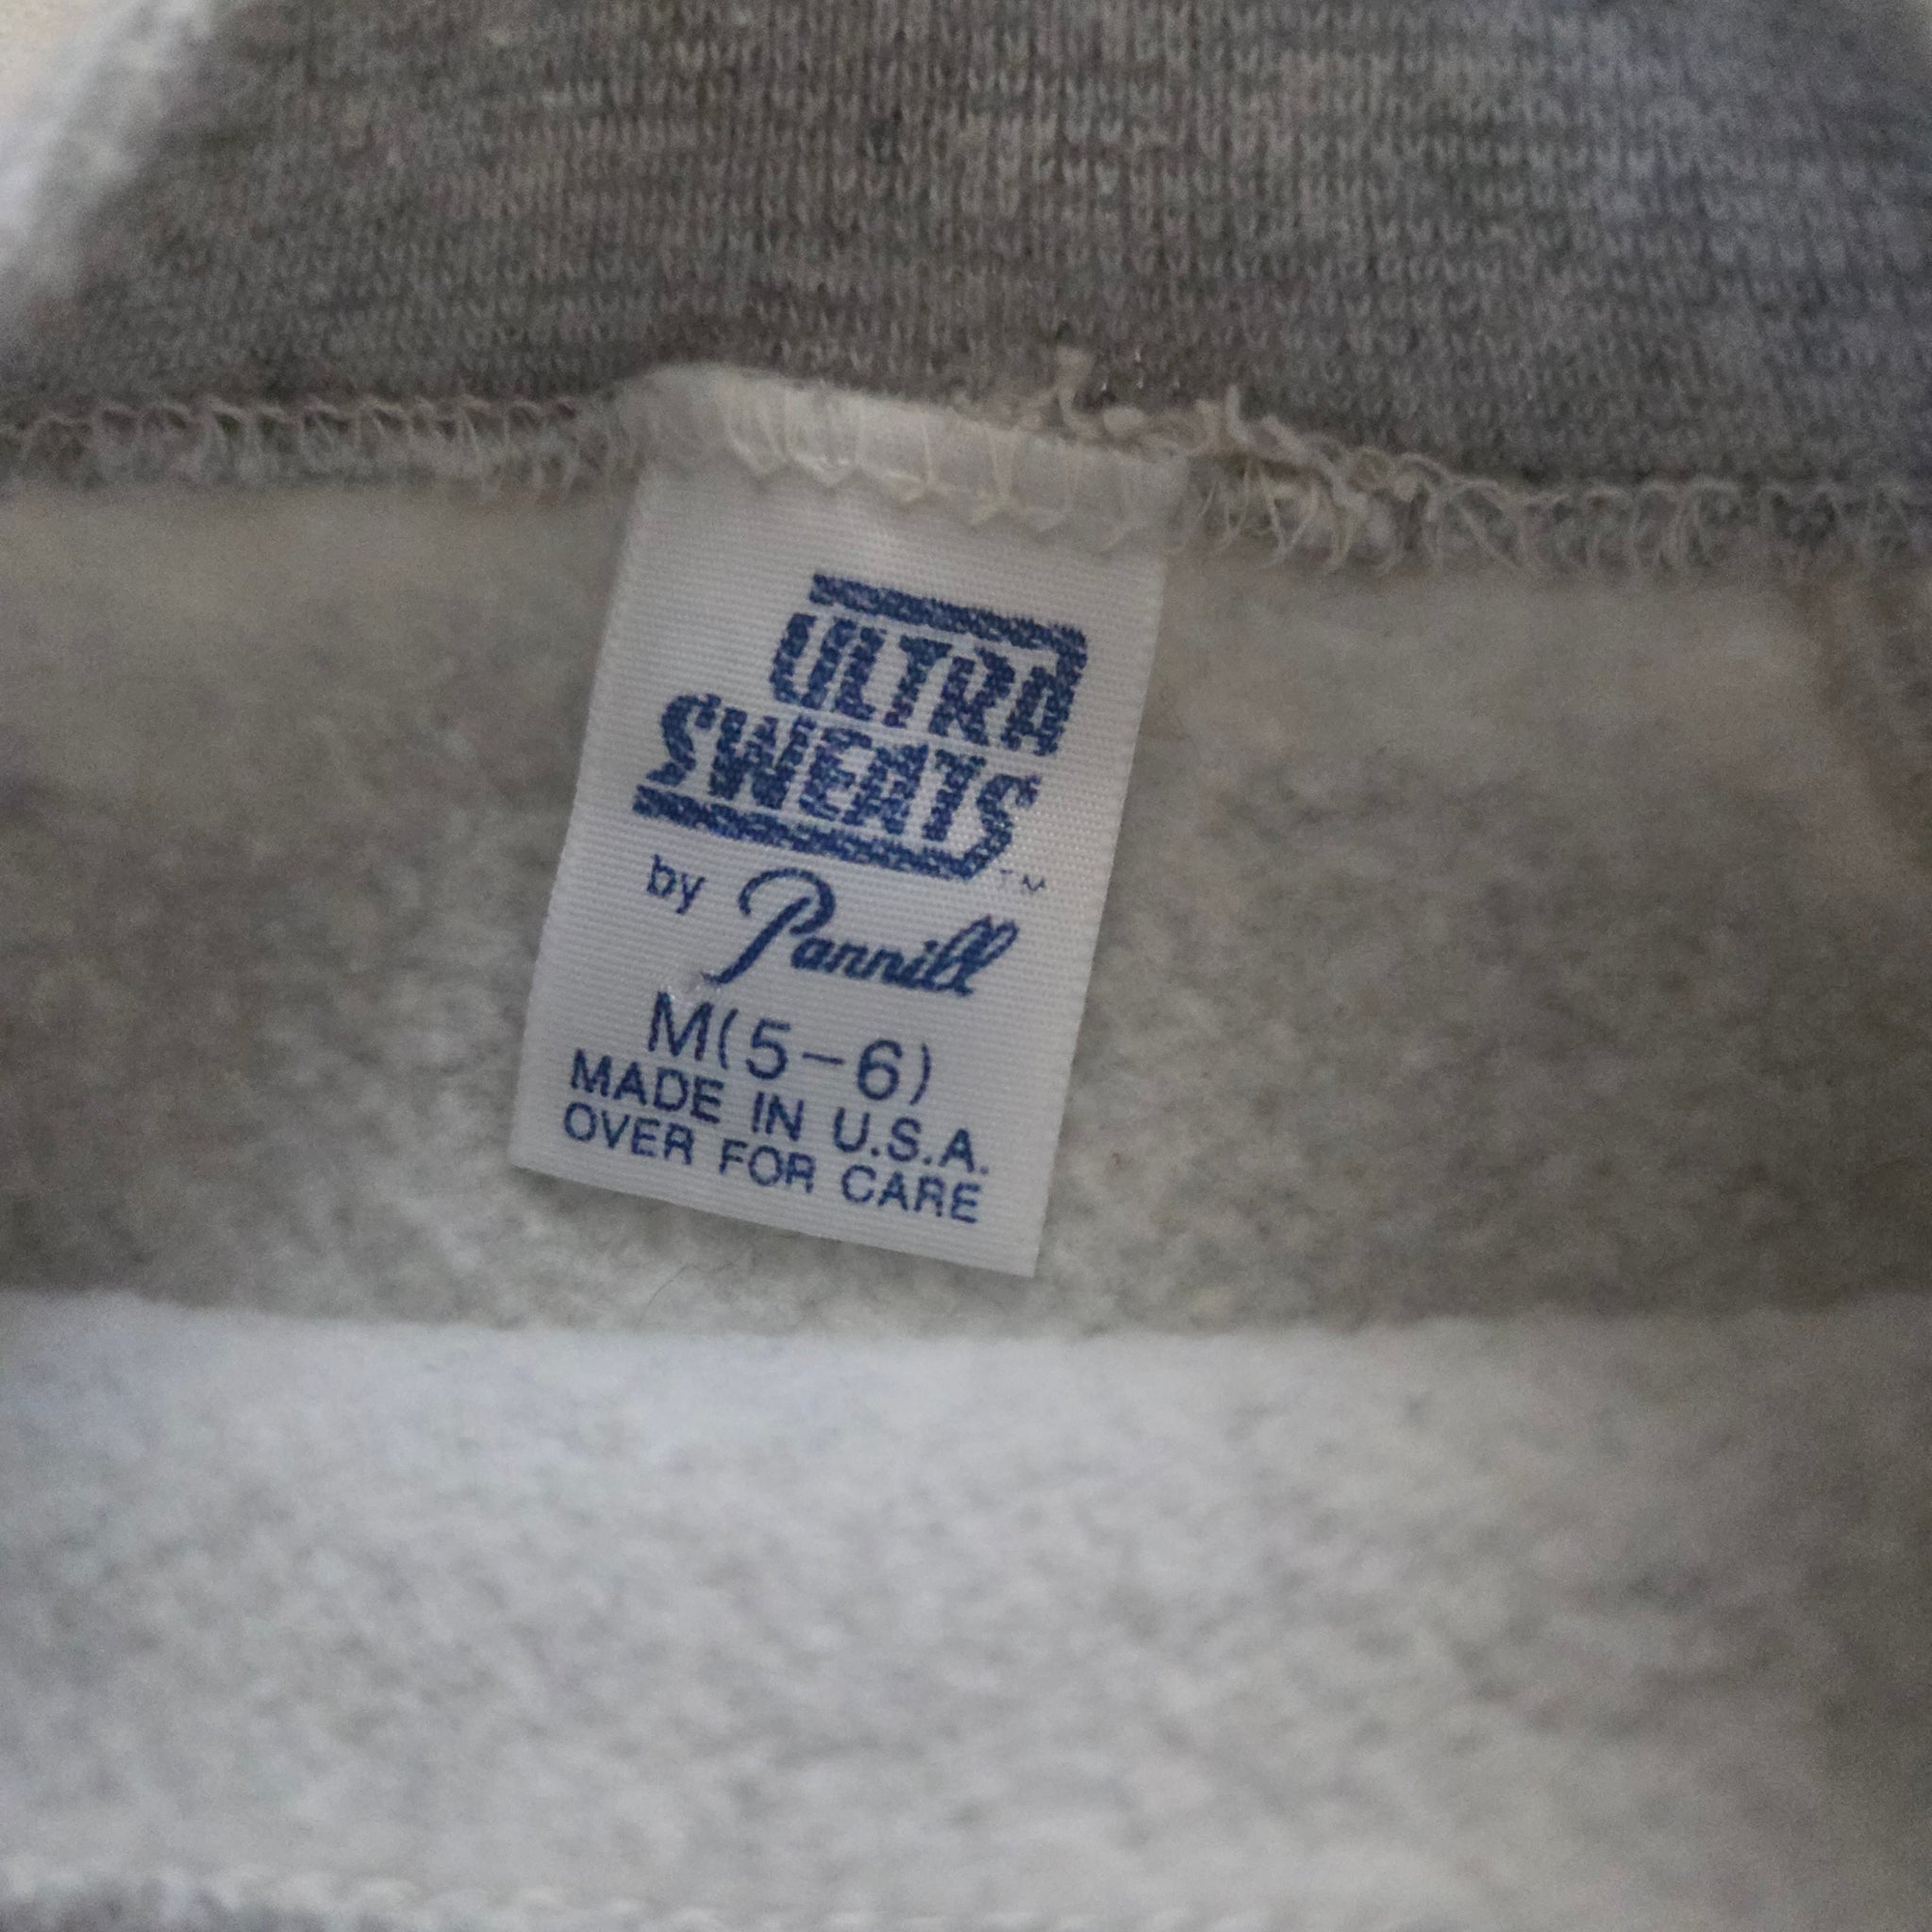 ULTRA
SWEATS
TM
by Pannill
M(5-6)
MADE IN U.S.A.
OVER FOR CARE